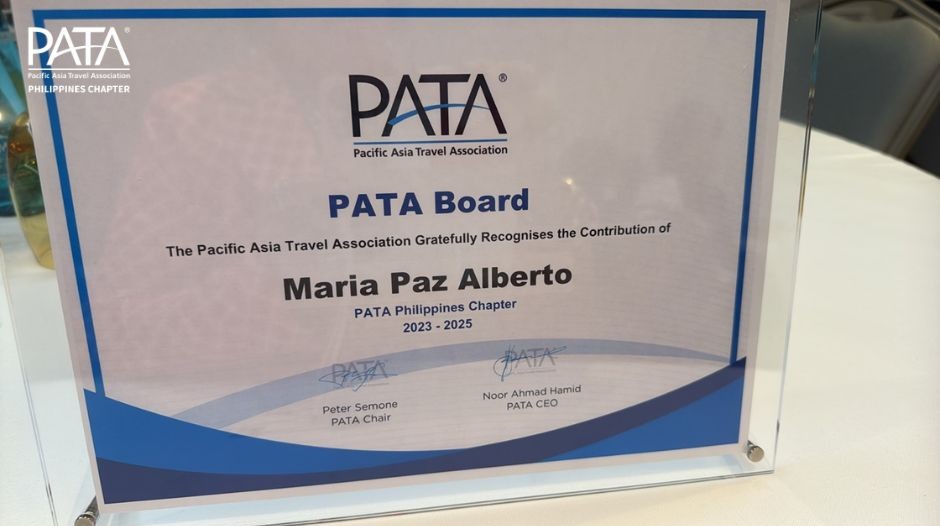 PATA®
Pacific Asia Travel Association
PHILIPPINES CHAPTER
PATA®
Pacific Asia Travel Association
PATA Board
The Pacific Asia Travel Association Gratefully Recognises the Contribution of
Maria Paz Alberto
PATA Philippines Chapter
2023 - 2025
PATA
PATA
Peter Semone
Noor Ahmad Hamid
PATA Chair
PATA CEO